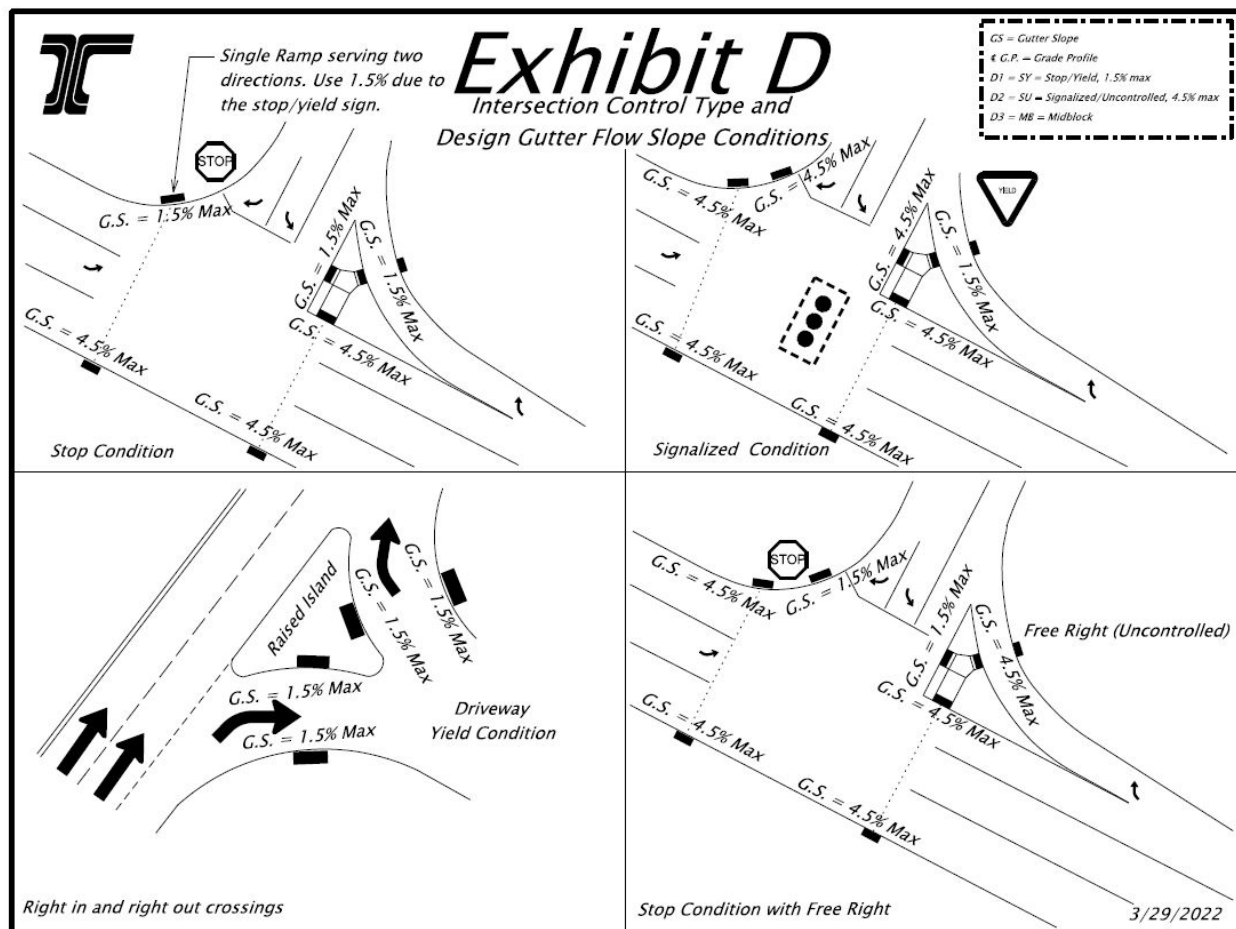 Exhibit D
Intersection Control Type and
Design Gutter Flow Slope Conditions
GS = Gutter Slope
¢ G.P. = Grade Profile
D1 = SY = Stop/Yield, 1.5% max
D2 = SU = Signalized/Uncontrolled, 4.5% max
D3 = MB = Midblock
Single Ramp serving two
directions. Use 1.5% due to
the stop/yield sign.
STOP
G.S. = 1.5% Max
G.S. = 1.5% Max
G.S. = 1.5% Max
G.S. = 4.5% Max
G.S. = 4.5% Max
G.S. = 4.5% Max
Stop Condition
G.S. = 4.5% Max
G.S. = 4.5% Max
YIELD
G.S. = 4.5% Max
G.S. = 1.5% Max
G.S. = 4.5% Max
G.S. = 4.5% Max
G.S. = 4.5% Max
Signalized Condition
Raised Island
G.S. = 1.5% Max
G.S. = 1.5% Max
G.S. = 1.5% Max
G.S. = 1.5% Max
Driveway
Yield Condition
Right in and right out crossings
STOP
G.S. = 4.5% Max
G.S. = 1.5% Max
G.S. = 1.5% Max
G.S. = 4.5% Max
Free Right (Uncontrolled)
G.S. = 4.5% Max
G.S. = 4.5% Max
G.S. = 4.5% Max
Stop Condition with Free Right
3/29/2022